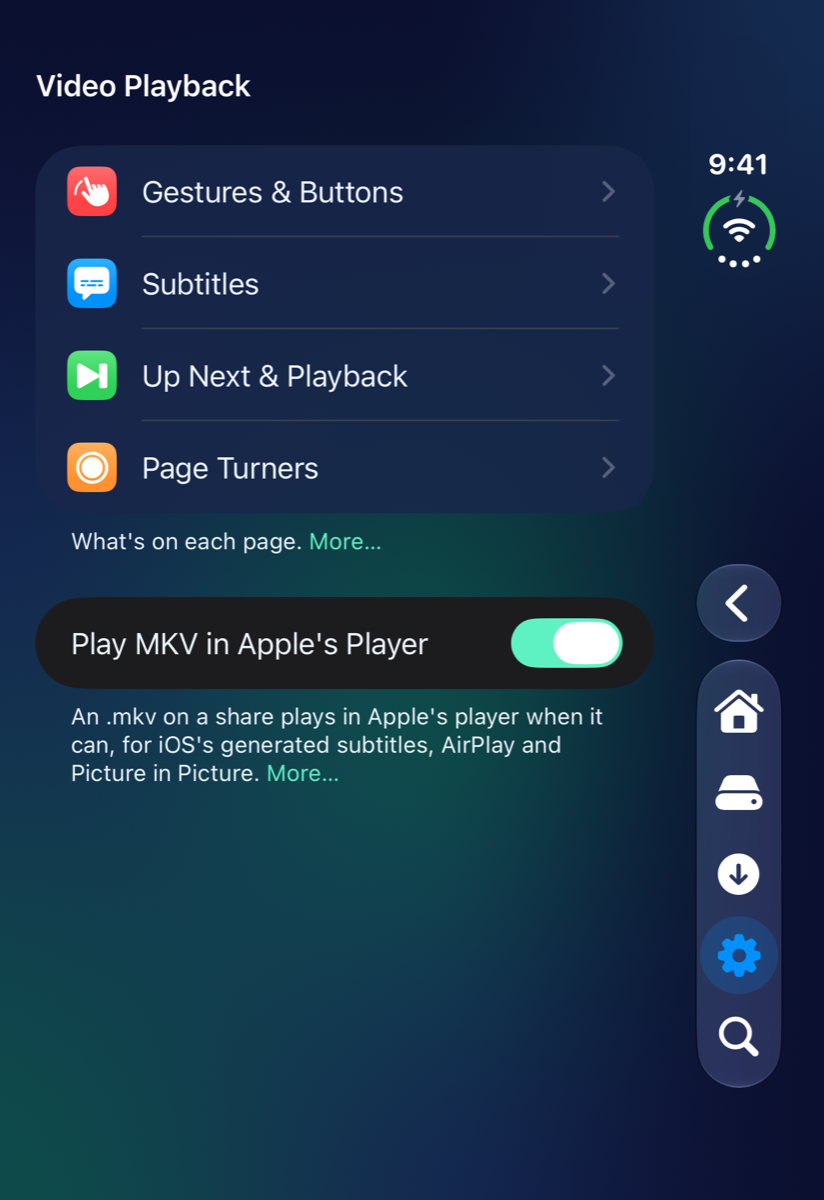 Video Playback
9:41
Gestures & Buttons
Subtitles
Up Next & Playback
Page Turners
What's on each page. More...
Play MKV in Apple's Player
An .mkv on a share plays in Apple's player when it
can, for iOS's generated subtitles, AirPlay and
Picture in Picture. More...